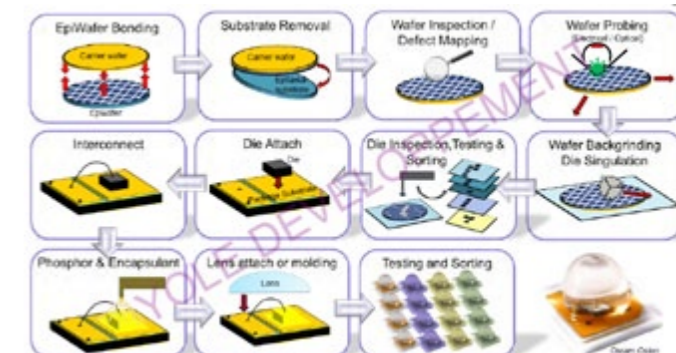 EpiWafer Bonding
Carrier wafer
Epiwafer
Substrate Removal
Carrier wafer
Wafer Inspection /
Defect Mapping
Wafer Probing
(Electrical / Optical)
Interconnect
Die Attach
Die
Package Substrate
Die Inspection,Testing &
Sorting
Wafer Backgrinding
Die Singulation
Phosphor & Encapsulant
Lens attach or molding
Lens
Testing and Sorting
YOLE DEVELOPPEMENT